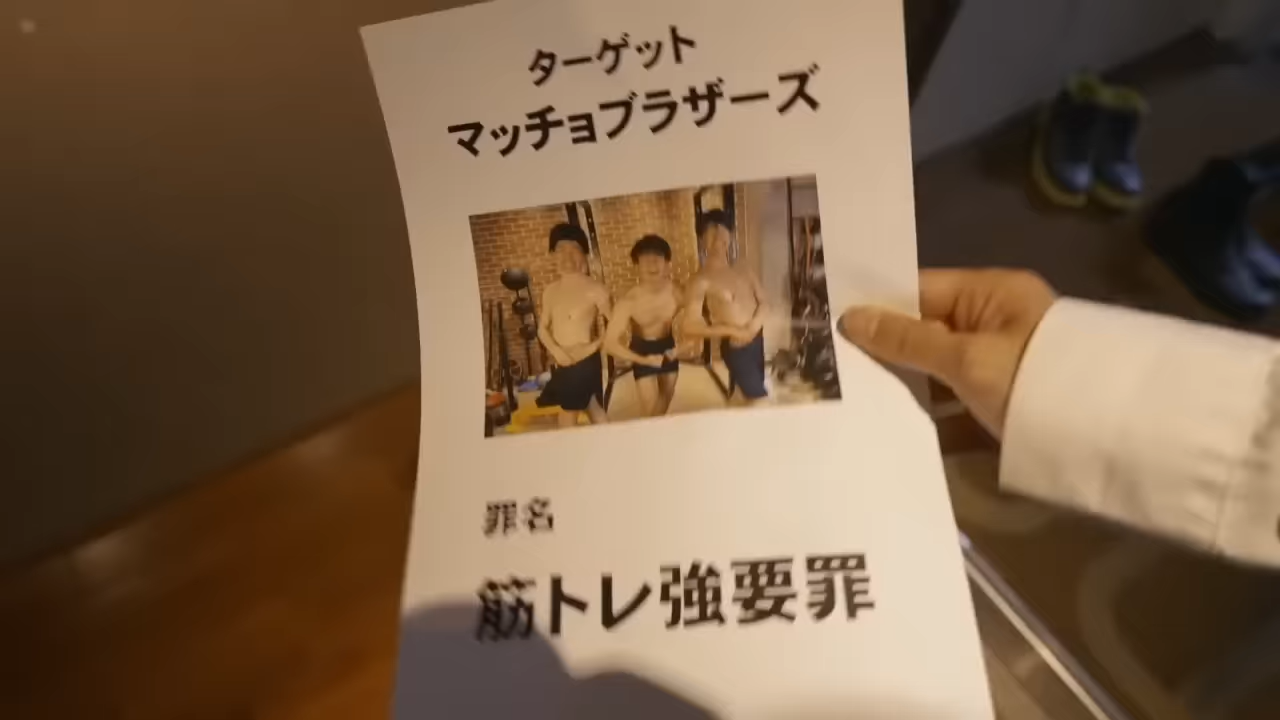 ターゲット
マッチョブラザーズ
罪名
筋トレ強要罪